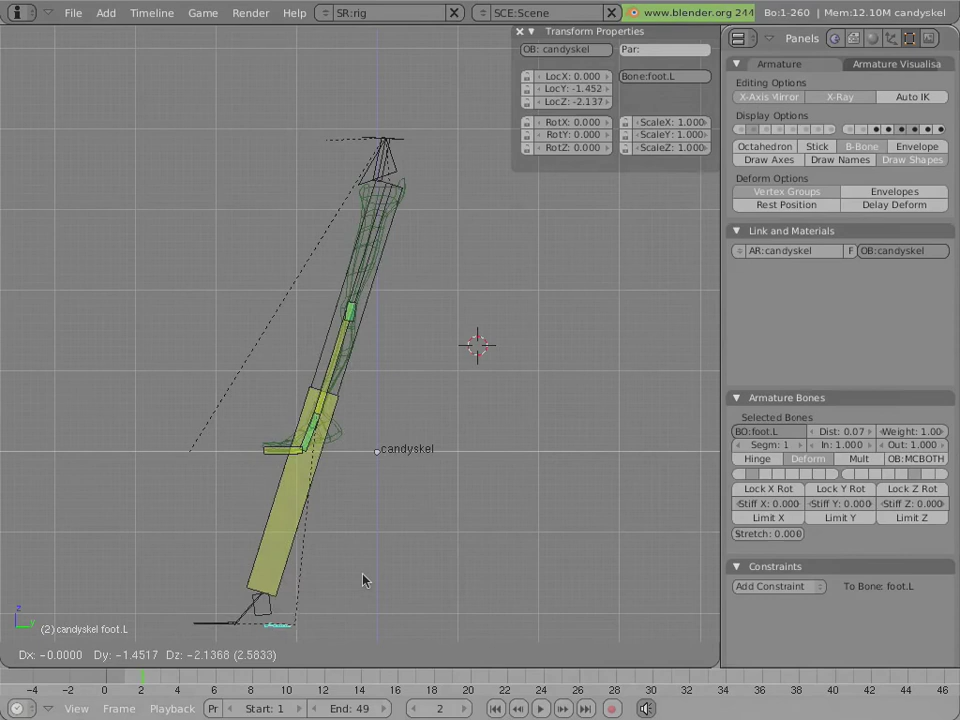 File Add Timeline Game Render Help SR:rig SCE:Scene www.blender.org 244 Bo:1-260 | Mem:12.10M candyskel
Transform Properties
OB: candyskel Par:
LocX: 0.000 Bone:foot.L
LocY: -1.452
LocZ: -2.137
RotX: 0.000 ScaleX: 1.000
RotY: 0.000 ScaleY: 1.000
RotZ: 0.000 ScaleZ: 1.000
candyskel
z
y
(2) candyskel foot.L
Dx: -0.0000 Dy: -1.4517 Dz: -2.1368 (2.5833)
Panels
Armature Armature Visualisa
Editing Options
X-Axis Mirror X-Ray Auto IK
Display Options
Octahedron Stick B-Bone Envelope
Draw Axes Draw Names Draw Shapes
Deform Options
Vertex Groups Envelopes
Rest Position Delay Deform
Link and Materials
AR:candyskel F OB:candyskel
Armature Bones
Selected Bones
BO:foot.L Dist: 0.07 Weight: 1.00
Segm: 1 In: 1.000 Out: 1.000
Hinge Deform Mult OB:MCBOTH
Lock X Rot Lock Y Rot Lock Z Rot
Stiff X: 0.000 Stiff Y: 0.000 Stiff Z: 0.000
Limit X Limit Y Limit Z
Stretch: 0.000
Constraints
Add Constraint To Bone: foot.L
-4 -2 0 2 4 6 8 10 12 14 16 18 20 22 24 26 28 30 32 34 36 38 40 42 44 46
View Frame Playback Pr Start: 1 End: 49 2